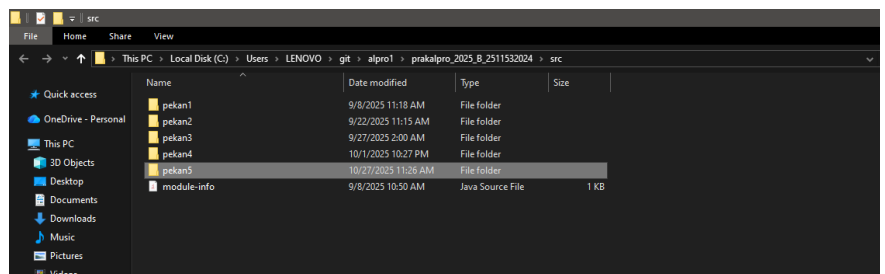 src
File Home Share View
This PC > Local Disk (C:) > Users > LENOVO > git > alpro1 > prakalpro_2025_B_2511532024 > src
Name Date modified Type Size
Quick access
OneDrive - Personal
This PC
3D Objects
Desktop
Documents
Downloads
Music
Pictures
Videos
pekan1 9/8/2025 11:18 AM File folder
pekan2 9/22/2025 11:15 AM File folder
pekan3 9/27/2025 2:00 AM File folder
pekan4 10/1/2025 10:27 PM File folder
pekan5 10/27/2025 11:26 AM File folder
module-info 9/8/2025 10:50 AM Java Source File 1 KB